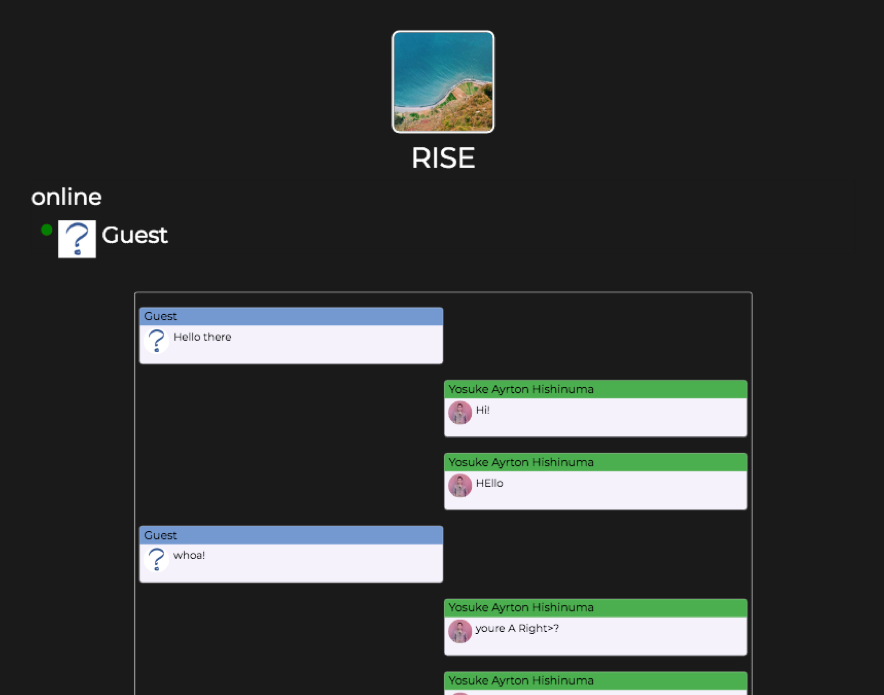 RISE
online
Guest
Guest
Hello there
Yosuke Ayrton Hishinuma
Hi!
Yosuke Ayrton Hishinuma
HEllo
Guest
whoa!
Yosuke Ayrton Hishinuma
youre A Right>?
Yosuke Ayrton Hishinuma